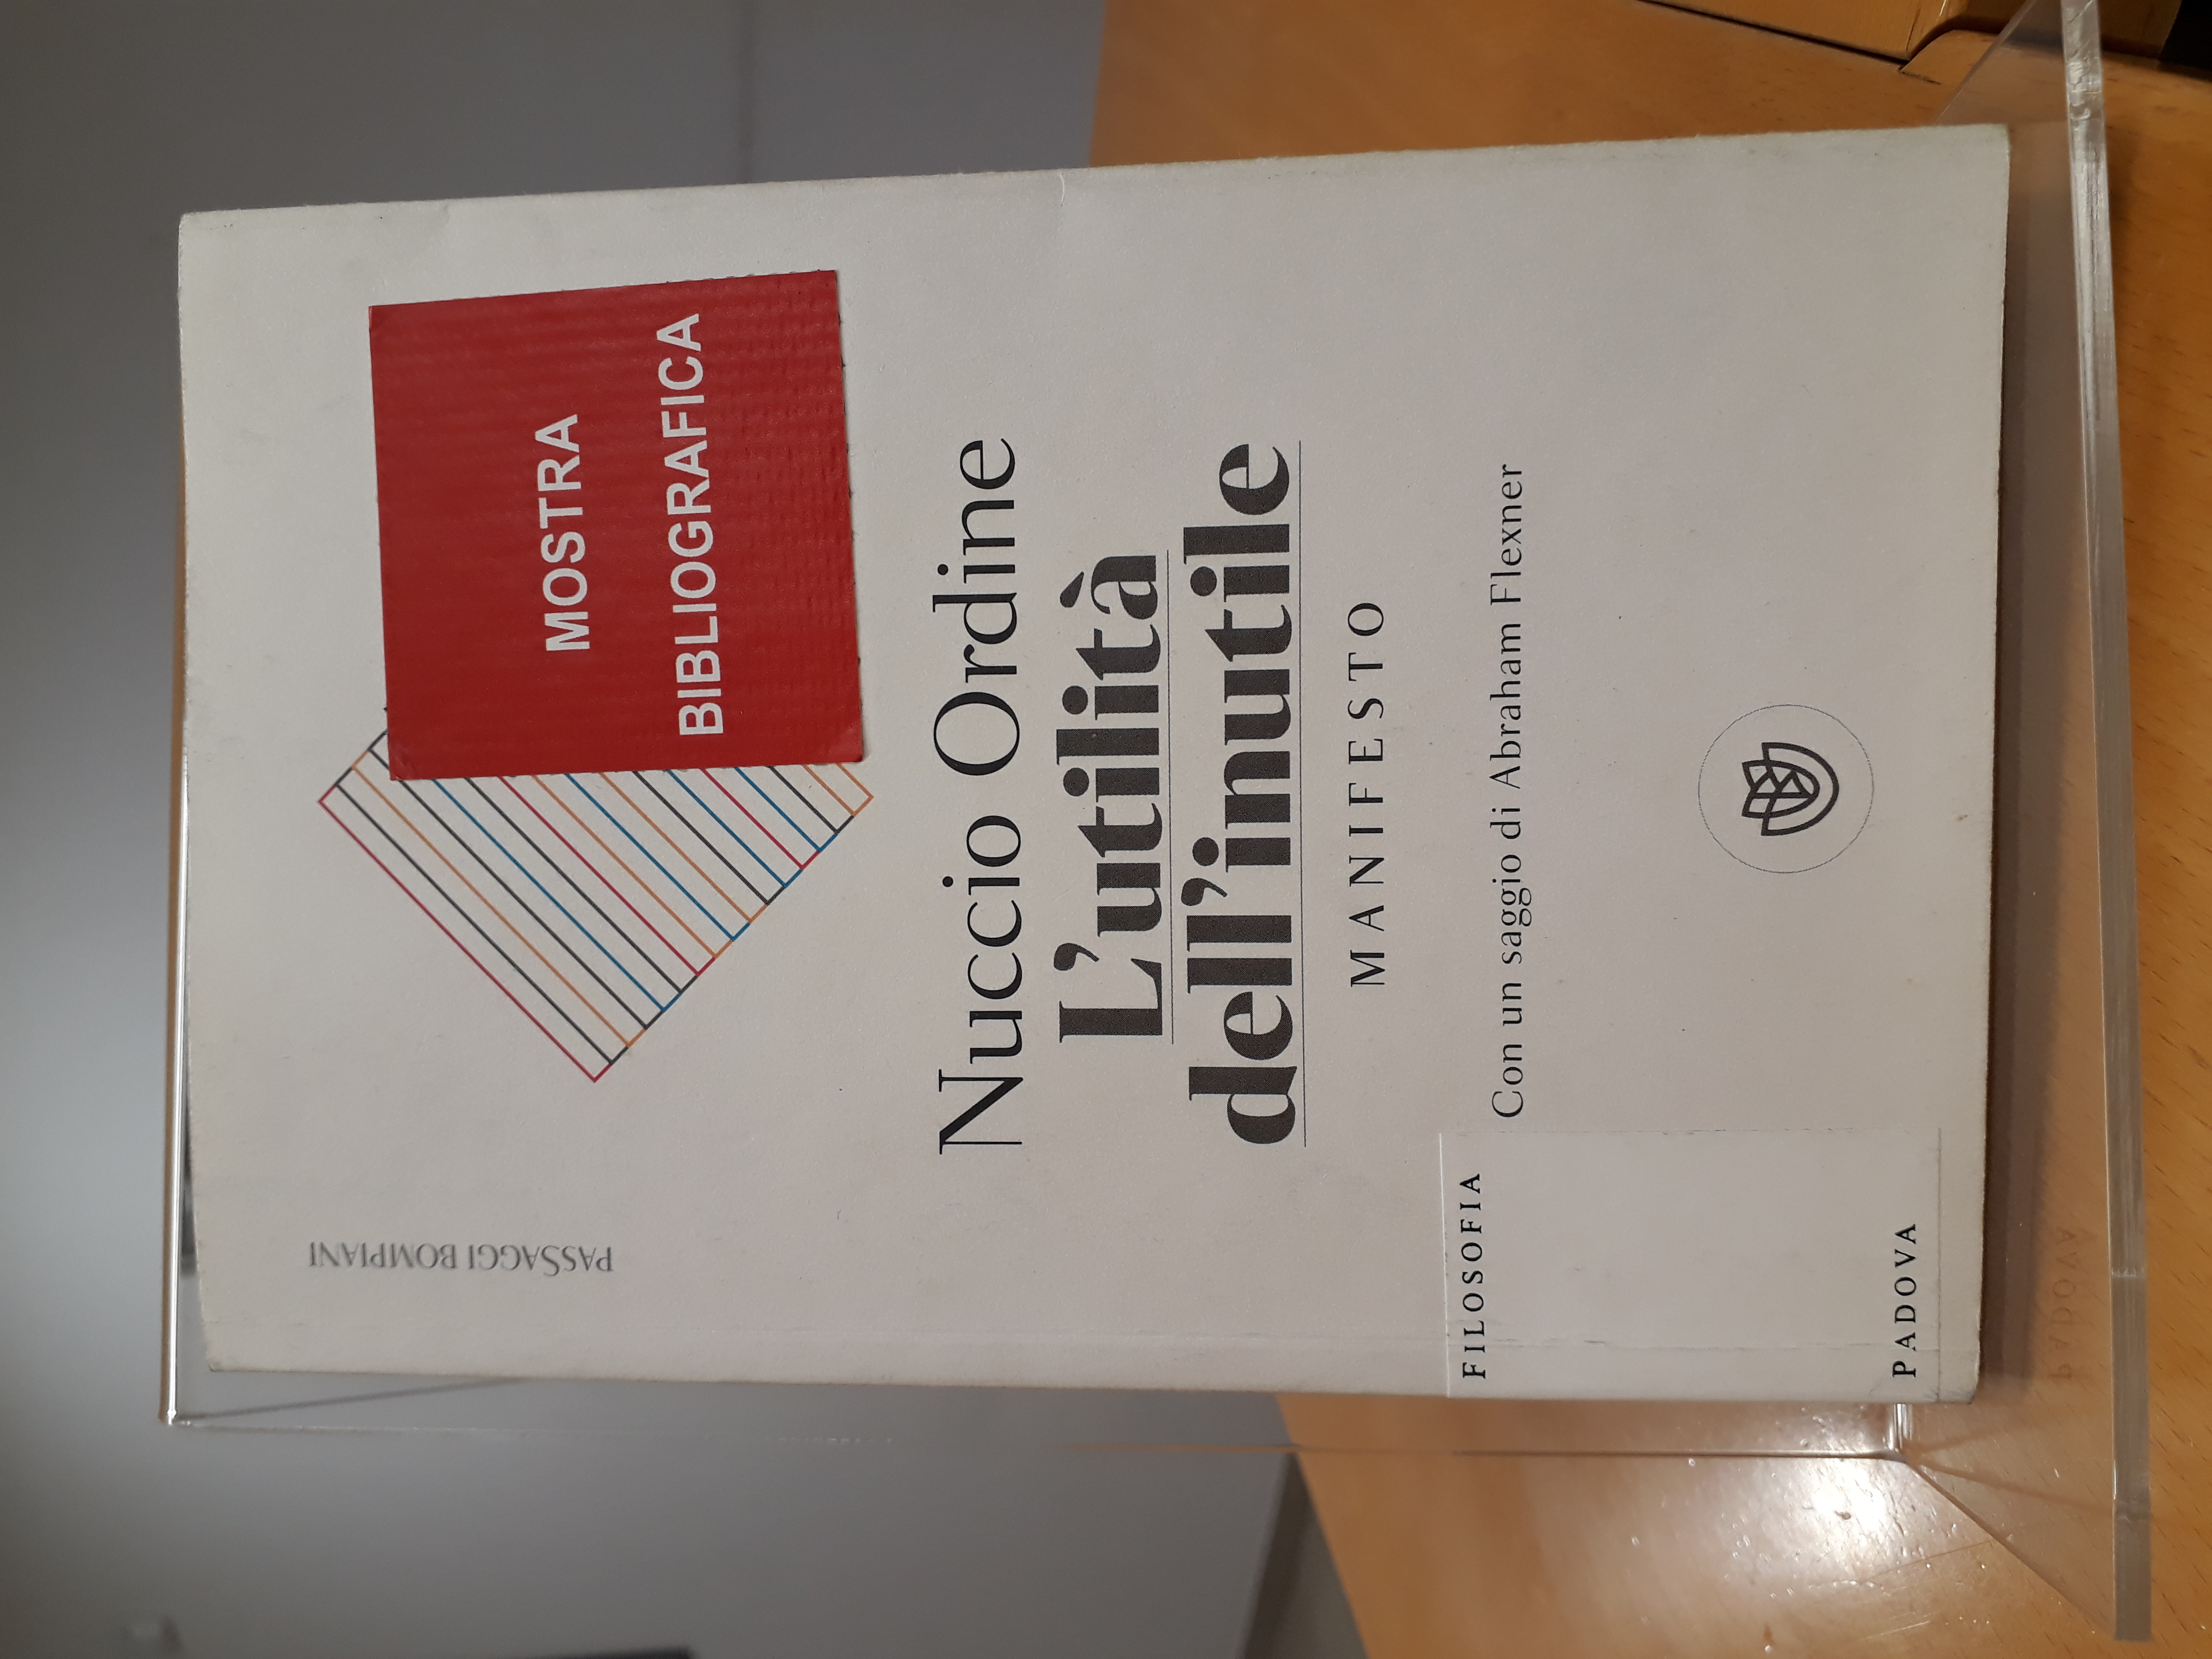 PASSAGGI BOMPIANI
MOSTRA
BIBLIOGRAFICA
Nuccio Ordine
L'utilità
dell'inutile
MANIFESTO
Con un saggio di Abraham Flexner
FILOSOFIA
PADOVA